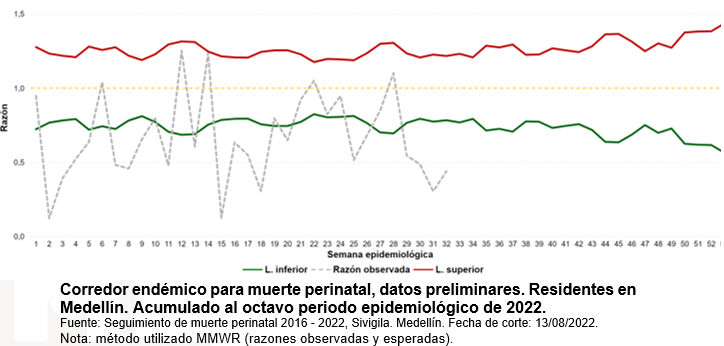 1,5
1,0
0,5
0,0
Razón
1 2 3 4 5 6 7 8 9 10 11 12 13 14 15 16 17 18 19 20 21 22 23 24 25 26 27 28 29 30 31 32 33 34 35 36 37 38 39 40 41 42 43 44 45 46 47 48 49 50 51 52
Semana epidemiológica
L. inferior Razón observada L. superior
Corredor endémico para muerte perinatal, datos preliminares. Residentes en
Medellín. Acumulado al octavo periodo epidemiológico de 2022.
Fuente: Seguimiento de muerte perinatal 2016 - 2022, Sivigila. Medellín. Fecha de corte: 13/08/2022.
Nota: método utilizado MMWR (razones observadas y esperadas).